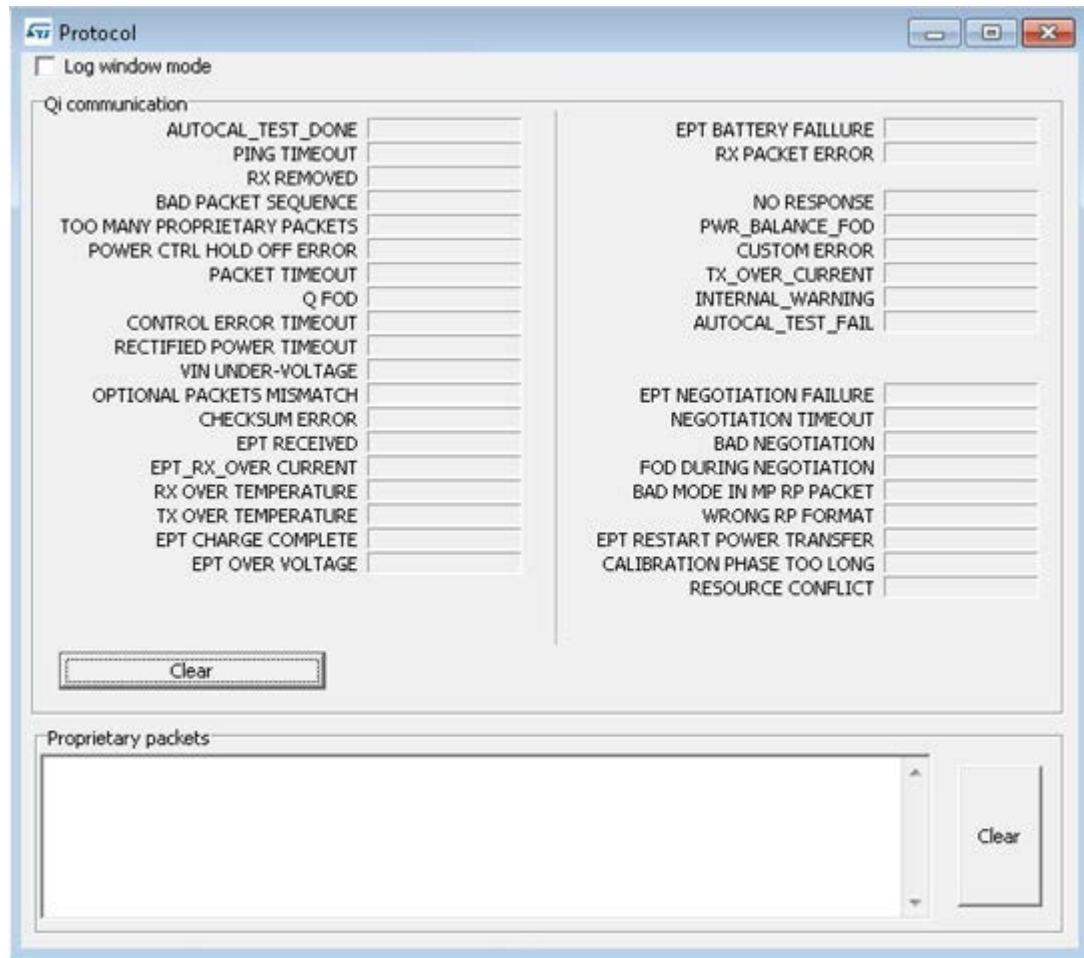 Protocol
Log window mode
Qi communication
AUTOCAL_TEST_DONE
PING TIMEOUT
RX REMOVED
BAD PACKET SEQUENCE
TOO MANY PROPRIETARY PACKETS
POWER CTRL HOLD OFF ERROR
PACKET TIMEOUT
Q FOD
CONTROL ERROR TIMEOUT
RECTIFIED POWER TIMEOUT
VIN UNDER-VOLTAGE
OPTIONAL PACKETS MISMATCH
CHECKSUM ERROR
EPT RECEIVED
EPT_RX_OVER CURRENT
RX OVER TEMPERATURE
TX OVER TEMPERATURE
EPT CHARGE COMPLETE
EPT OVER VOLTAGE
EPT BATTERY FAILLURE
RX PACKET ERROR
NO RESPONSE
PWR_BALANCE_FOD
CUSTOM ERROR
TX_OVER_CURRENT
INTERNAL_WARNING
AUTOCAL_TEST_FAIL
EPT NEGOTIATION FAILURE
NEGOTIATION TIMEOUT
BAD NEGOTIATION
FOD DURING NEGOTIATION
BAD MODE IN MP RP PACKET
WRONG RP FORMAT
EPT RESTART POWER TRANSFER
CALIBRATION PHASE TOO LONG
RESOURCE CONFLICT
Clear
Proprietary packets
Clear